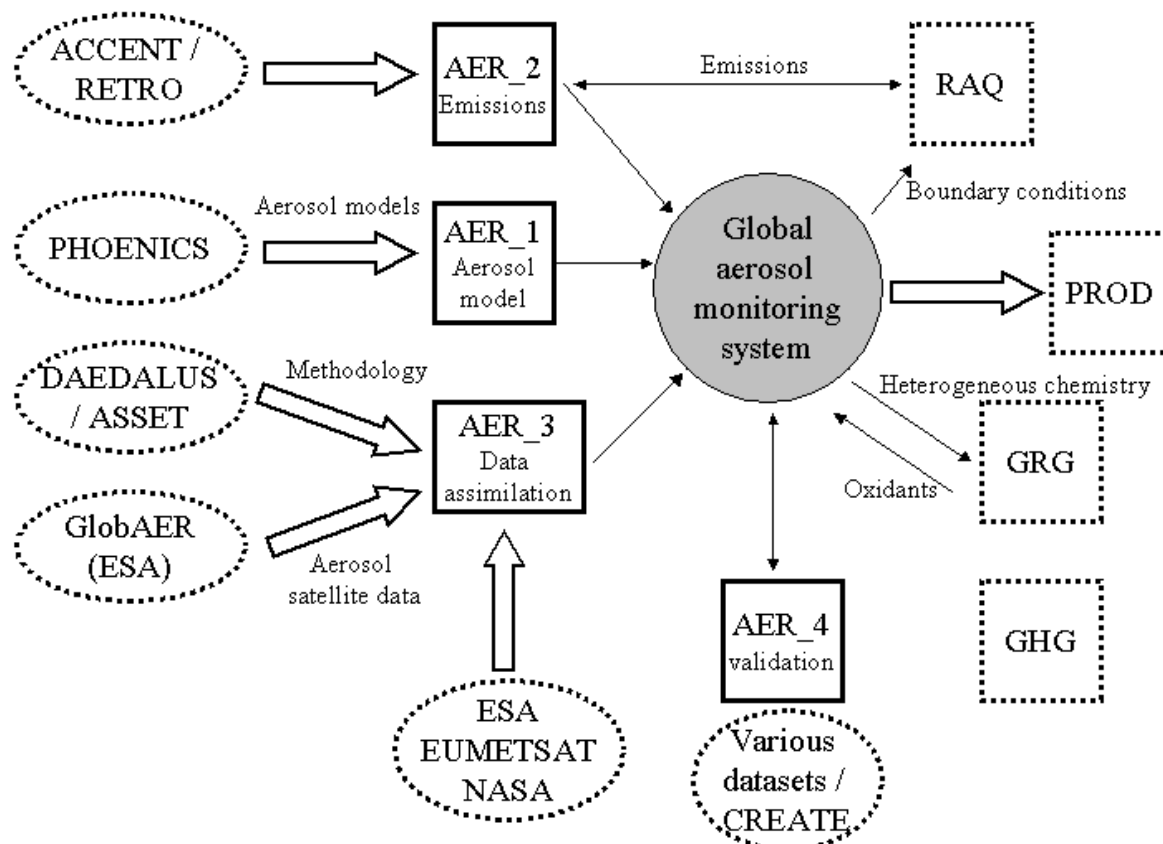 ACCENT /
RETRO
AER_2
Emissions
Emissions
RAQ
Boundary conditions
PHOENICS
Aerosol models
AER_1
Aerosol
model
Global
aerosol
monitoring
system
PROD
DAEDALUS
/ ASSET
Methodology
AER_3
Data
assimilation
Heterogeneous chemistry
GRG
Oxidants
GlobAER
(ESA)
Aerosol
satellite data
AER_4
validation
GHG
ESA
EUMETSAT
NASA
Various
datasets /
CREATE